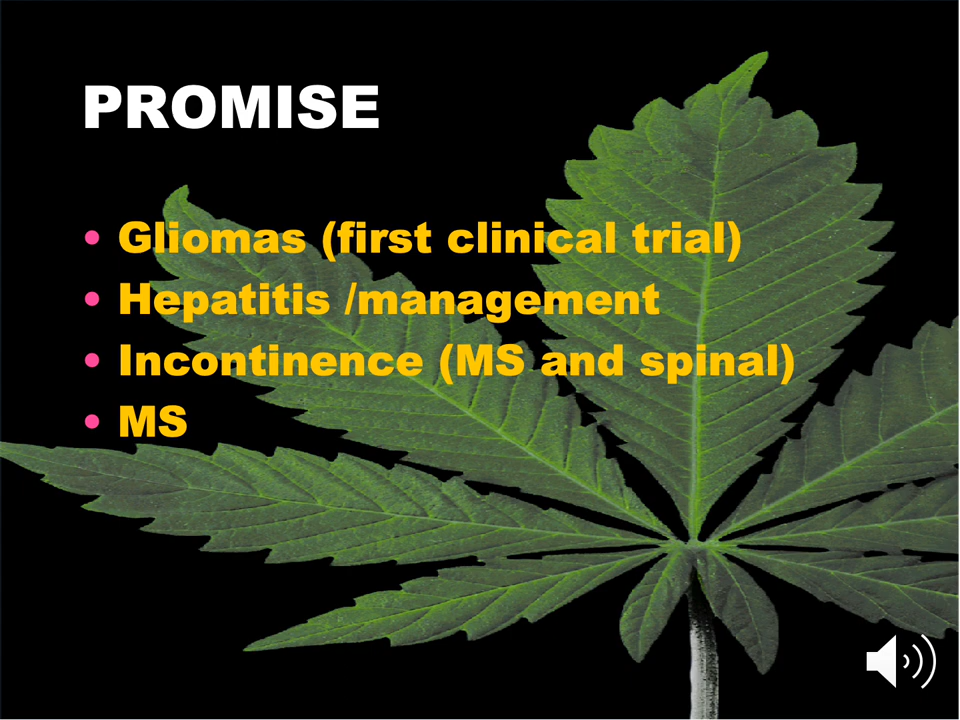 PROMISE
• Gliomas (first clinical trial)
• Hepatitis /management
• Incontinence (MS and spinal)
• MS